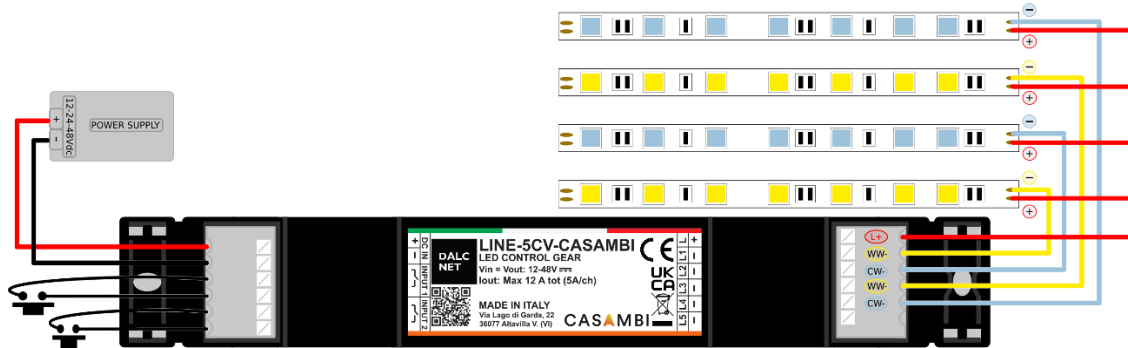 12-24-48Vdc
+
-
POWER SUPPLY
−
+
−
+
−
+
−
+
+ DC IN
−
INPUT 1
INPUT 2
DALC
NET
LINE-5CV-CASAMBI
LED CONTROL GEAR
Vin = Vout: 12-48V
Iout: Max 12 A tot (5A/ch)
MADE IN ITALY
Via Lago di Garda, 22
36077 Altavilla V. (VI)
CASAMBI
CE
UK
CA
L +
L1 −
L2 −
L3 −
L4 −
L5 −
L+
WW-
CW-
WW-
CW-